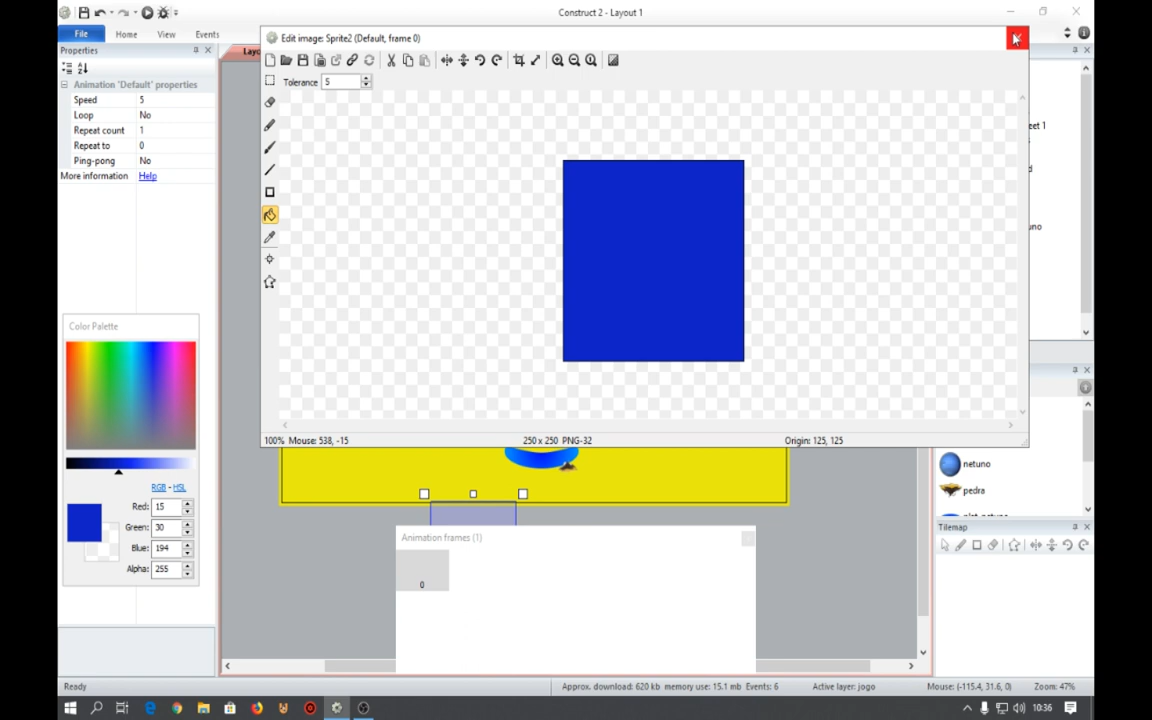 Construct 2 - Layout 1
File Home View Events
Properties
Animation 'Default' properties
Speed 5
Loop No
Repeat count 1
Repeat to 0
Ping-pong No
More information Help
Layo
Edit image: Sprite2 (Default, frame 0)
Tolerance 5
100% Mouse: 538, -15 250 x 250 PNG-32 Origin: 125, 125
eet 1
Color Palette
RGB - HSL
Red: 15
Green: 30
Blue: 194
Alpha: 255
Animation frames (1)
0
netuno
pedra
Tilemap
Ready Approx. download: 620 kb memory use: 15.1 mb Events: 6 Active layer: jogo Mouse: (-115.4, 31.6, 0) Zoom: 47%
10:36